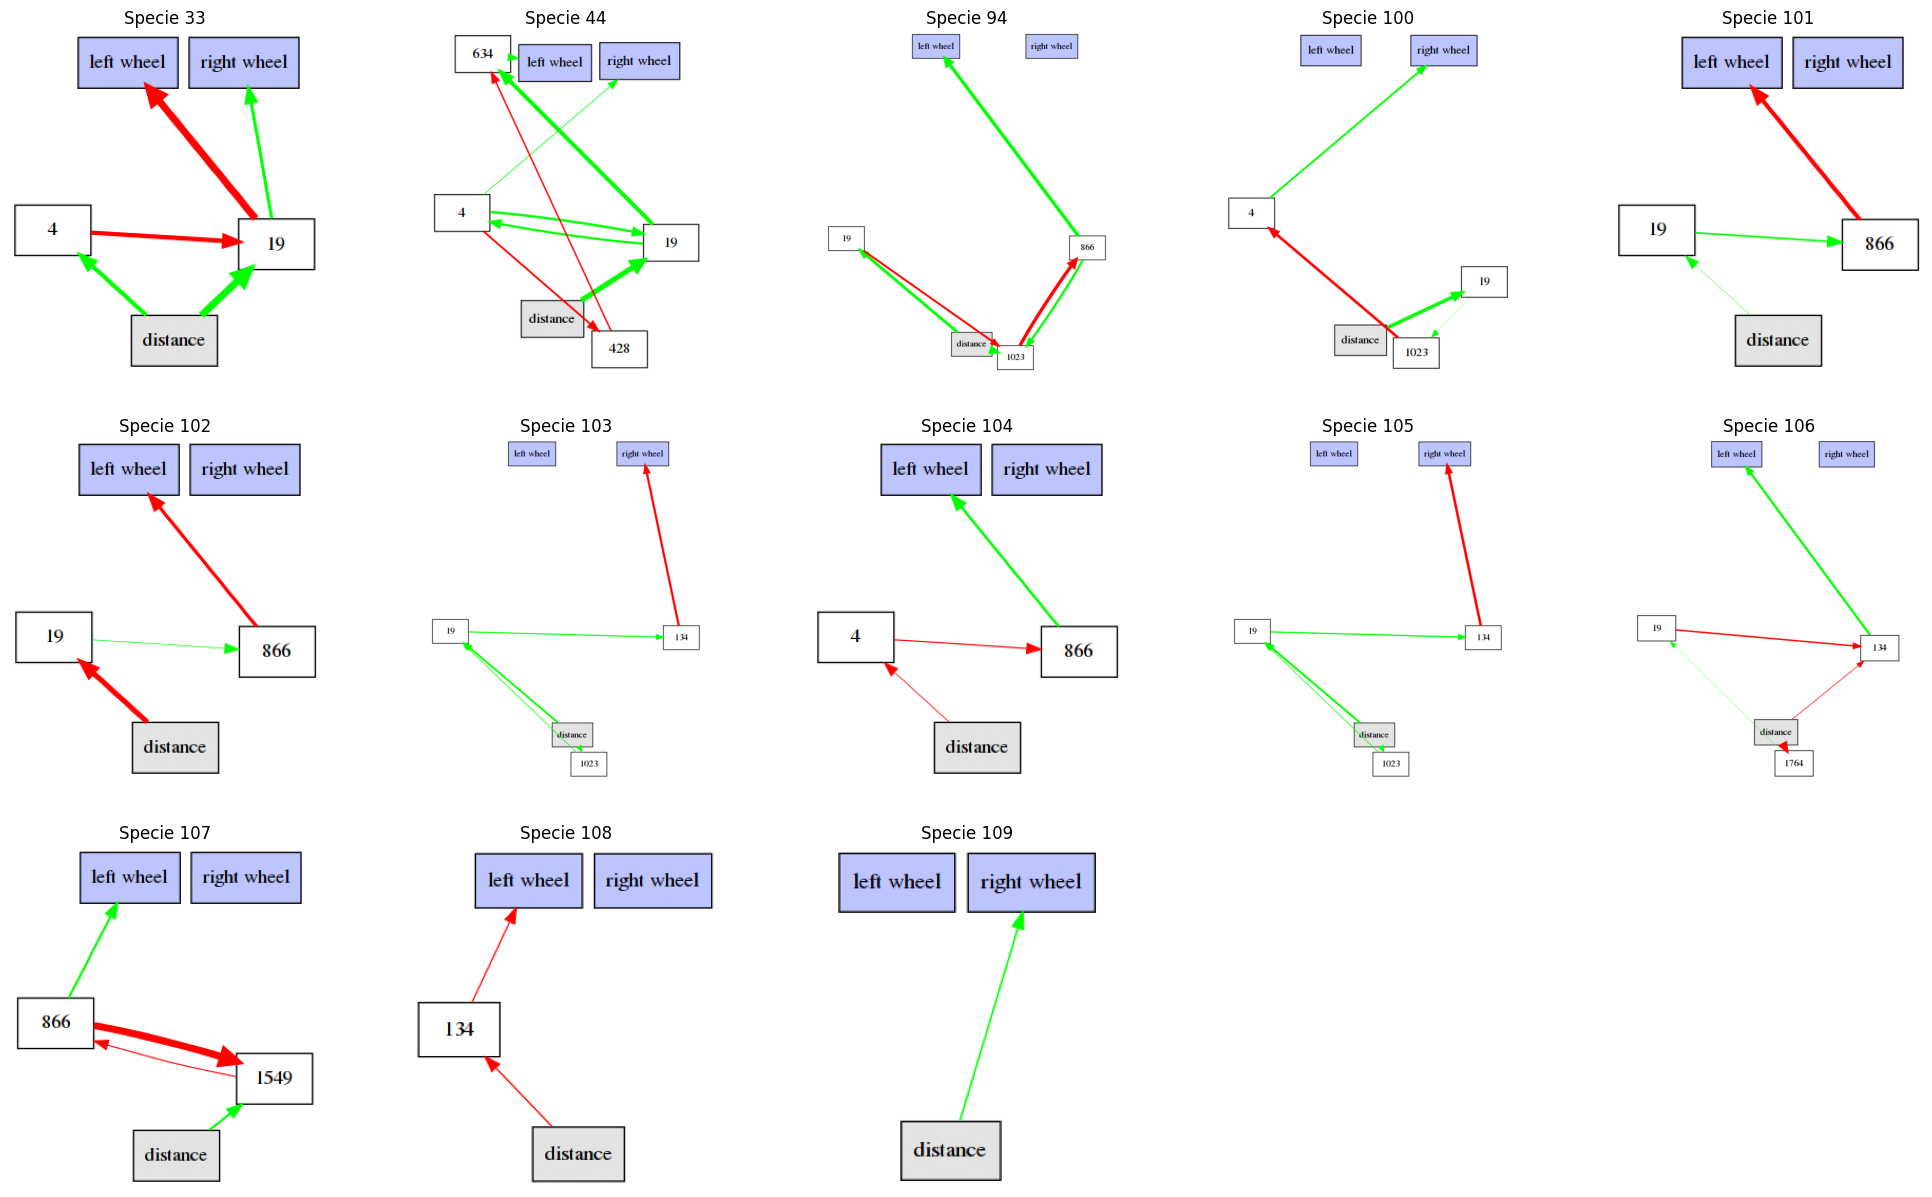 Specie 33
left wheel
right wheel
4
19
distance
Specie 44
634
left wheel
right wheel
4
19
distance
428
Specie 94
left wheel
right wheel
19
866
distance
1023
Specie 100
left wheel
right wheel
4
19
distance
1023
Specie 101
left wheel
right wheel
19
866
distance
Specie 102
left wheel
right wheel
19
866
distance
Specie 103
left wheel
right wheel
19
134
distance
1023
Specie 104
left wheel
right wheel
4
866
distance
Specie 105
left wheel
right wheel
19
134
distance
1023
Specie 106
left wheel
right wheel
19
134
distance
1764
Specie 107
left wheel
right wheel
866
1549
distance
Specie 108
left wheel
right wheel
134
distance
Specie 109
left wheel
right wheel
distance